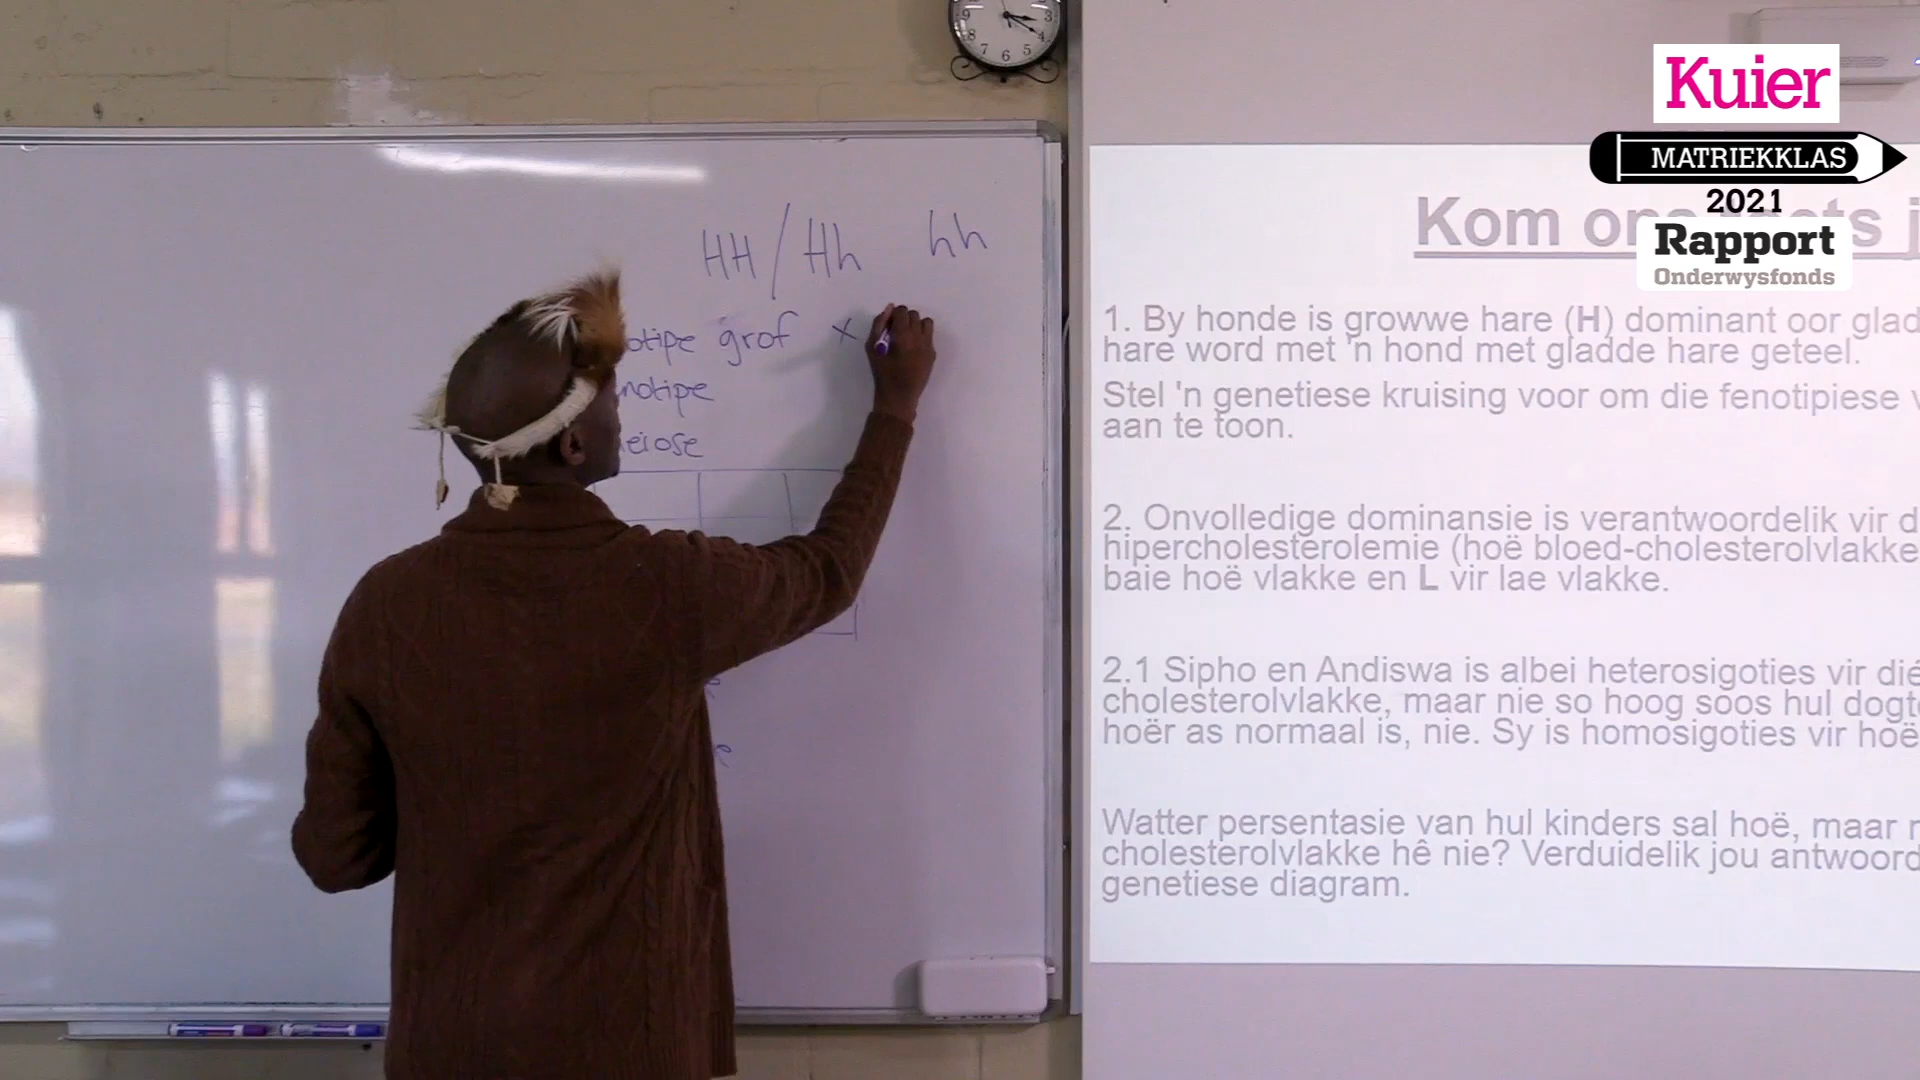 Kuier
MATRIEKKLAS
2021
Rapport
Onderwysfonds
HH / Hh hh
grof x
meiose
Kom ons
1. By honde is growwe hare (H) dominant oor glad
hare word met 'n hond met gladde hare geteel.
Stel 'n genetiese kruising voor om die fenotipiese v
aan te toon.
2. Onvolledige dominansie is verantwoordelik vir d
hipercholesterolemie (hoë bloed-cholesterolvlakke
baie hoë vlakke en L vir lae vlakke.
2.1 Sipho en Andiswa is albei heterosigoties vir dié
cholesterolvlakke, maar nie so hoog soos hul dogte
hoër as normaal is, nie. Sy is homosigoties vir hoë
Watter persentasie van hul kinders sal hoë, maar n
cholesterolvlakke hê nie? Verduidelik jou antwoord
genetiese diagram.